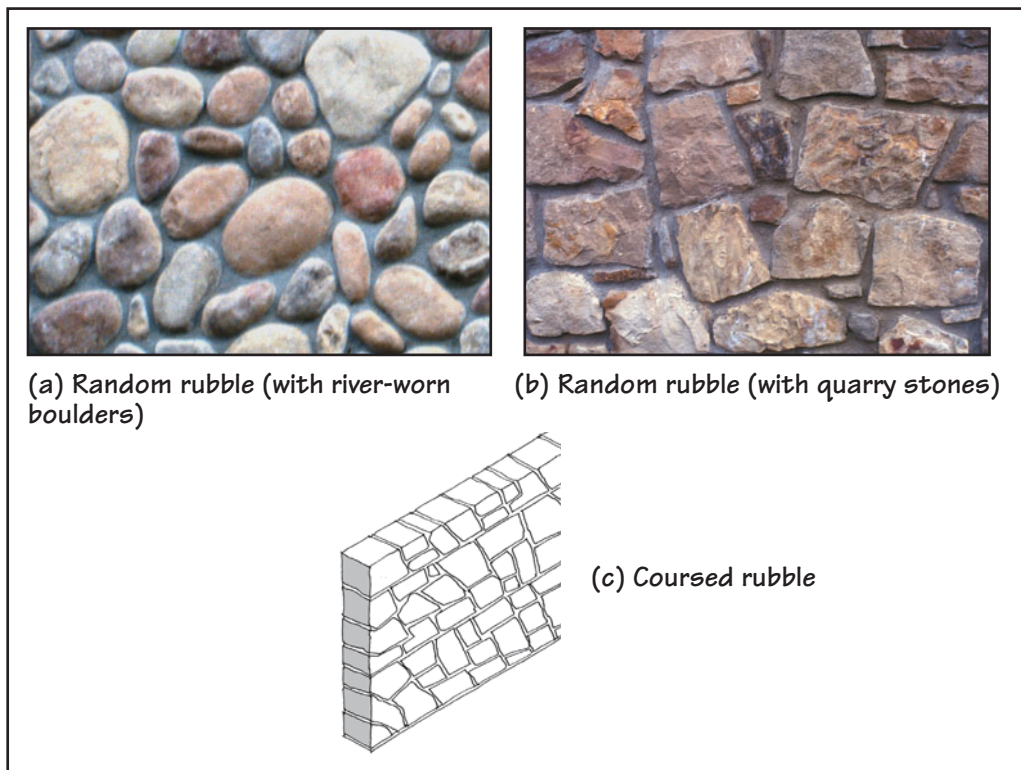 (a) Random rubble (with river-worn
boulders)
(b) Random rubble (with quarry stones)
(c) Coursed rubble